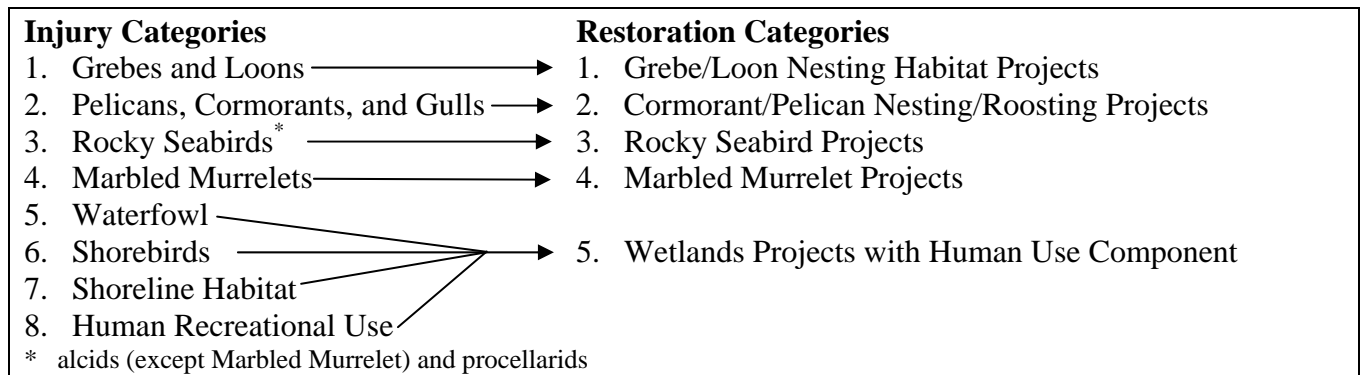 Injury Categories Restoration Categories
1. Grebes and Loons 1. Grebe/Loon Nesting Habitat Projects
2. Pelicans, Cormorants, and Gulls 2. Cormorant/Pelican Nesting/Roosting Projects
3. Rocky Seabirds* 3. Rocky Seabird Projects
4. Marbled Murrelets 4. Marbled Murrelet Projects
5. Waterfowl
6. Shorebirds 5. Wetlands Projects with Human Use Component
7. Shoreline Habitat
8. Human Recreational Use
* alcids (except Marbled Murrelet) and procellarids